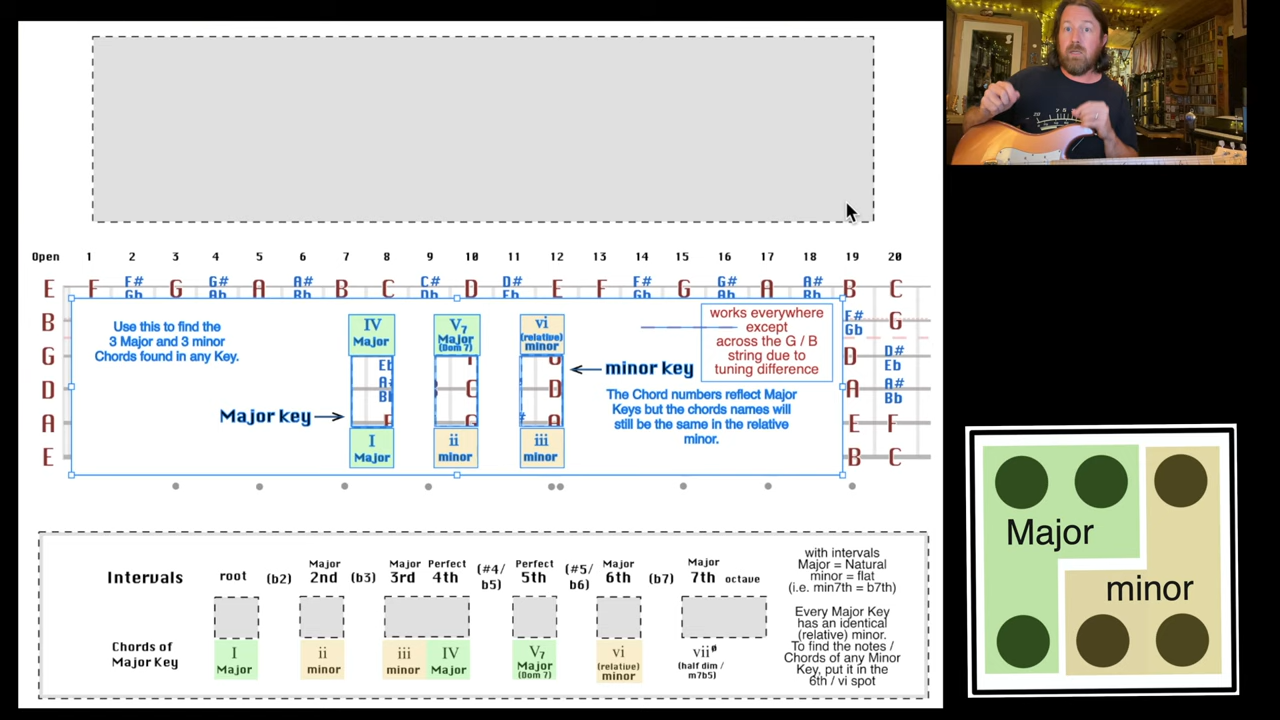 Open 1 2 3 4 5 6 7 8 9 10 11 12 13 14 15 16 17 18 19 20
E F F# Gb G G# Ab A A# Bb B C C# Db D D# Eb E F F# Gb G G# Ab A A# Bb B C
B F# Gb G
G D D# Eb
D A A# Bb
A E F
E B C
Use this to find the
3 Major and 3 minor
Chords found in any Key.
IV
Major
V7
Major
(Dom 7)
vi
(relative)
minor
works everywhere
except
across the G / B
string due to
tuning difference
minor key
The Chord numbers reflect Major
Keys but the chords names will
still be the same in the relative
minor.
Major key
C
D
I
Major
ii
minor
iii
minor
Intervals
root
(b2)
Major
2nd
(b3)
Major
3rd
Perfect
4th
(#4/
b5)
Perfect
5th
(#5/
b6)
Major
6th
(b7)
Major
7th
octave
Chords of
Major Key
I
Major
ii
minor
iii
minor
IV
Major
V7
Major
(Dom 7)
vi
(relative)
minor
viiø
(half dim /
m7b5)
with intervals
Major = Natural
minor = flat
(i.e. min7th = b7th)
Every Major Key
has an identical
(relative) minor.
To find the notes /
Chords of any Minor
Key, put it in the
6th / vi spot
Major
minor